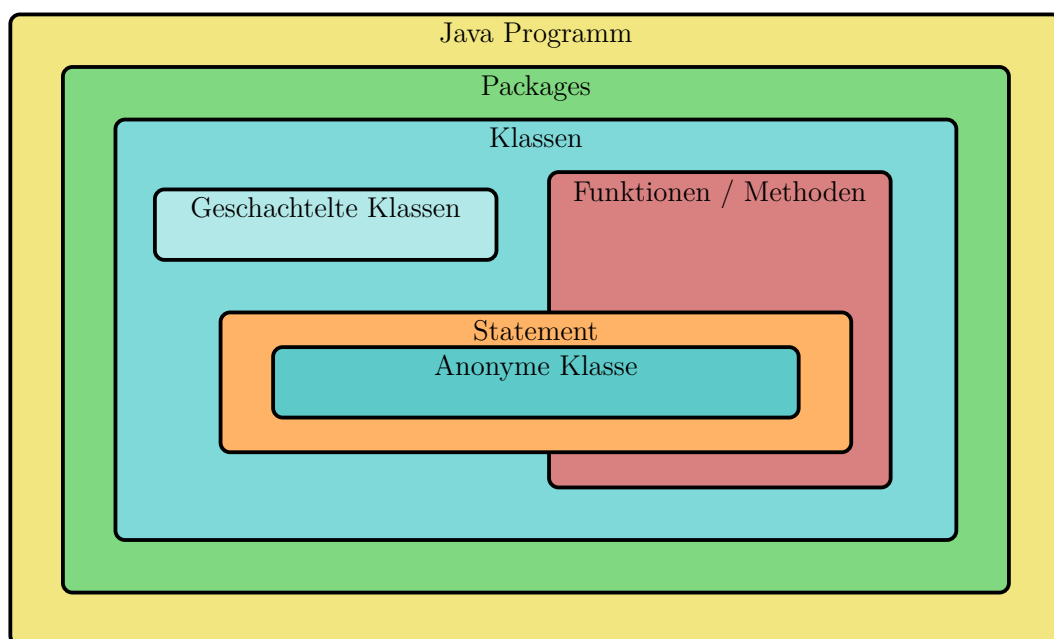 Java Programm
Packages
Klassen
Geschachtelte Klassen
Funktionen / Methoden
Statement
Anonyme Klasse